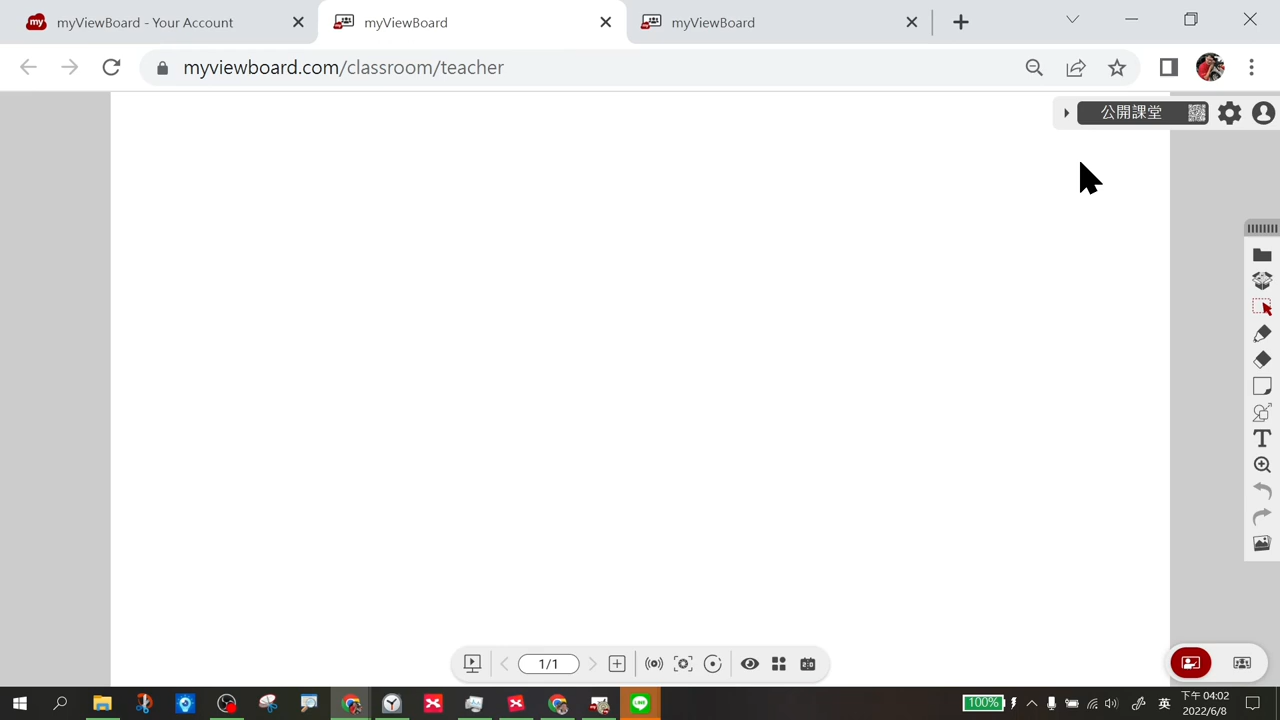 my myViewBoard - Your Account
myViewBoard
myViewBoard
myviewboard.com/classroom/teacher
公開課堂
T
1/1
100%
英
下午 04:02
2022/6/8